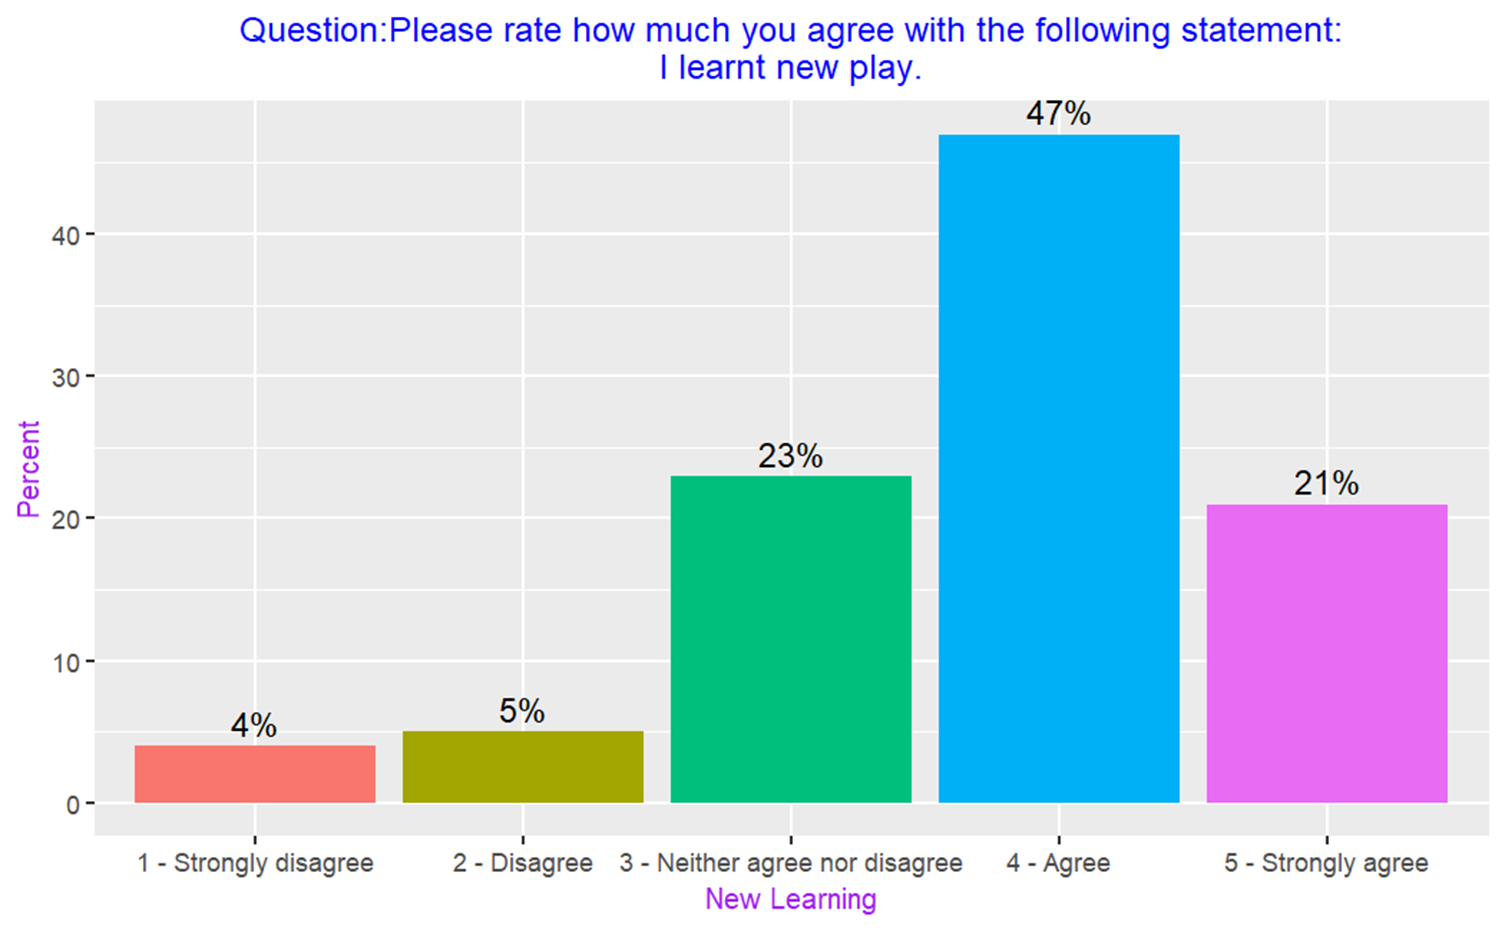 Question:Please rate how much you agree with the following statement:
I learnt new play.
47%
40
30
23%
21%
20
10
5%
4%
0
Percent
1 - Strongly disagree
2 - Disagree
3 - Neither agree nor disagree
4 - Agree
5 - Strongly agree
New Learning